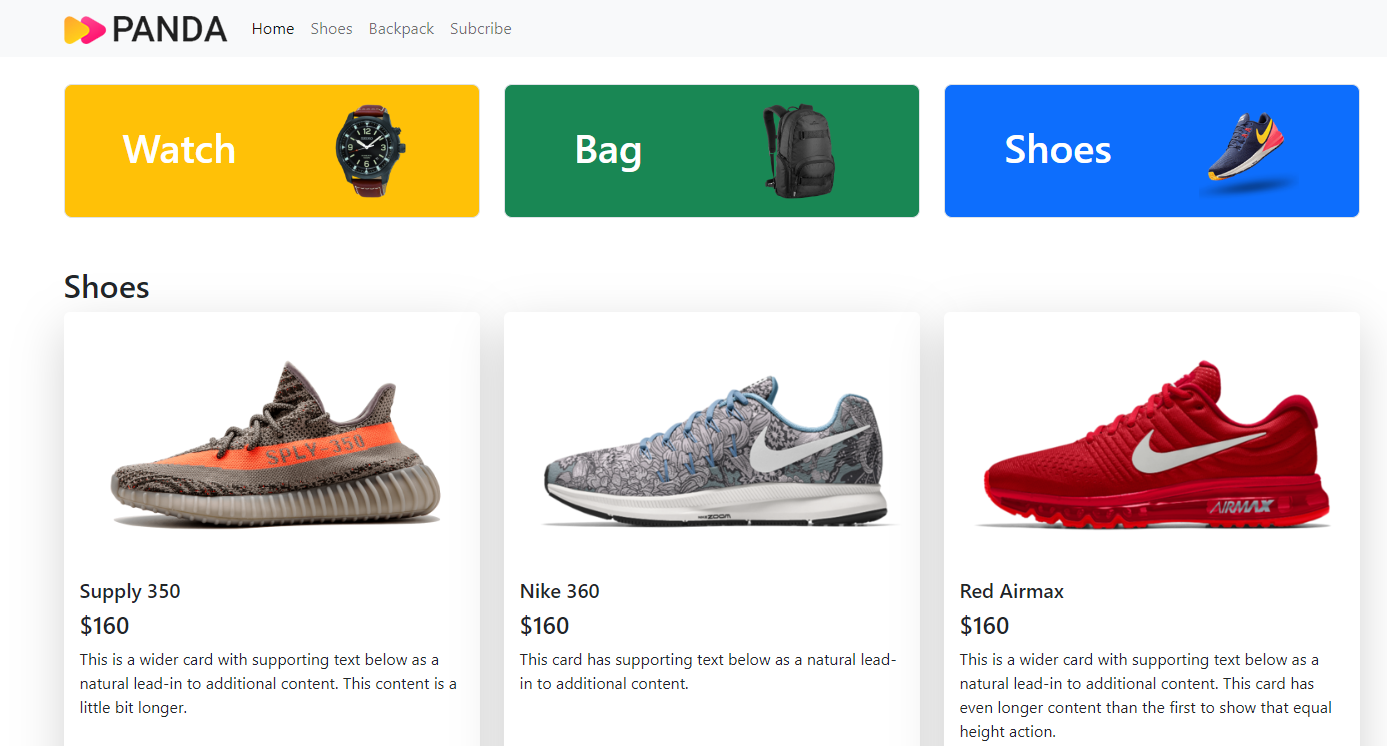 PANDA Home Shoes Backpack Subcribe
Watch
Bag
Shoes
Shoes
SPLY 350
ZOOM
AIRMAX
Supply 350
$160
This is a wider card with supporting text below as a
natural lead-in to additional content. This content is a
little bit longer.
Nike 360
$160
This card has supporting text below as a natural lead-
in to additional content.
Red Airmax
$160
This is a wider card with supporting text below as a
natural lead-in to additional content. This card has
even longer content than the first to show that equal
height action.